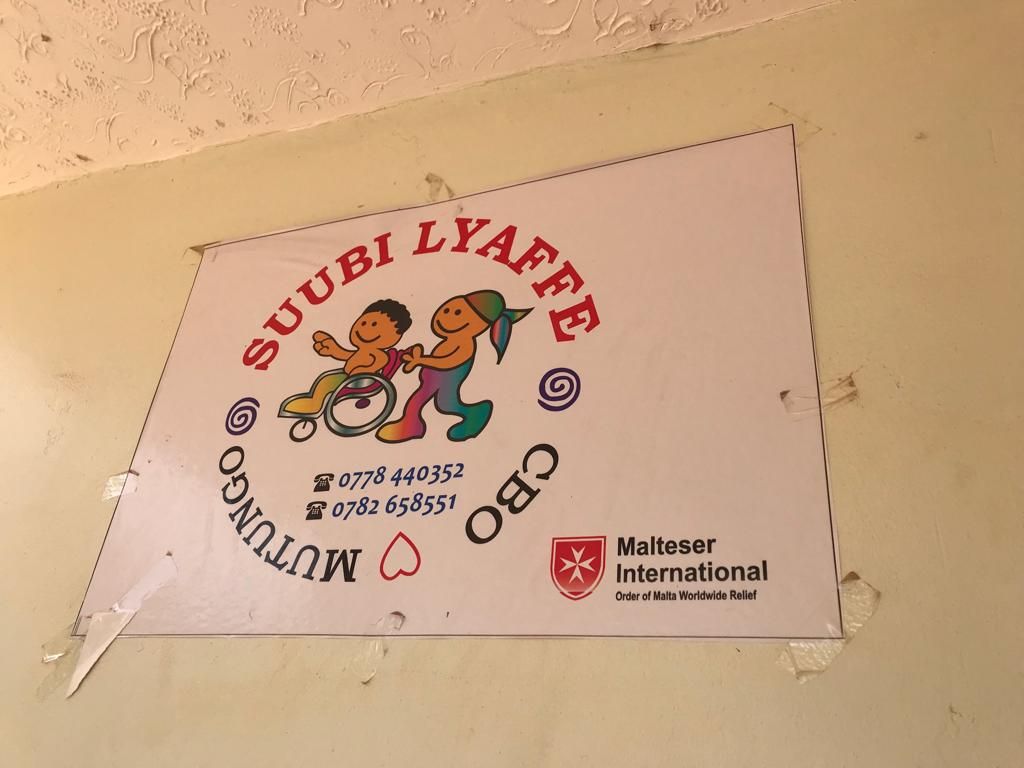 SUUBI LYAFFE
0778 440352
0782 658551
MUTUNGO
CBO
Malteser
International
Order of Malta Worldwide Relief